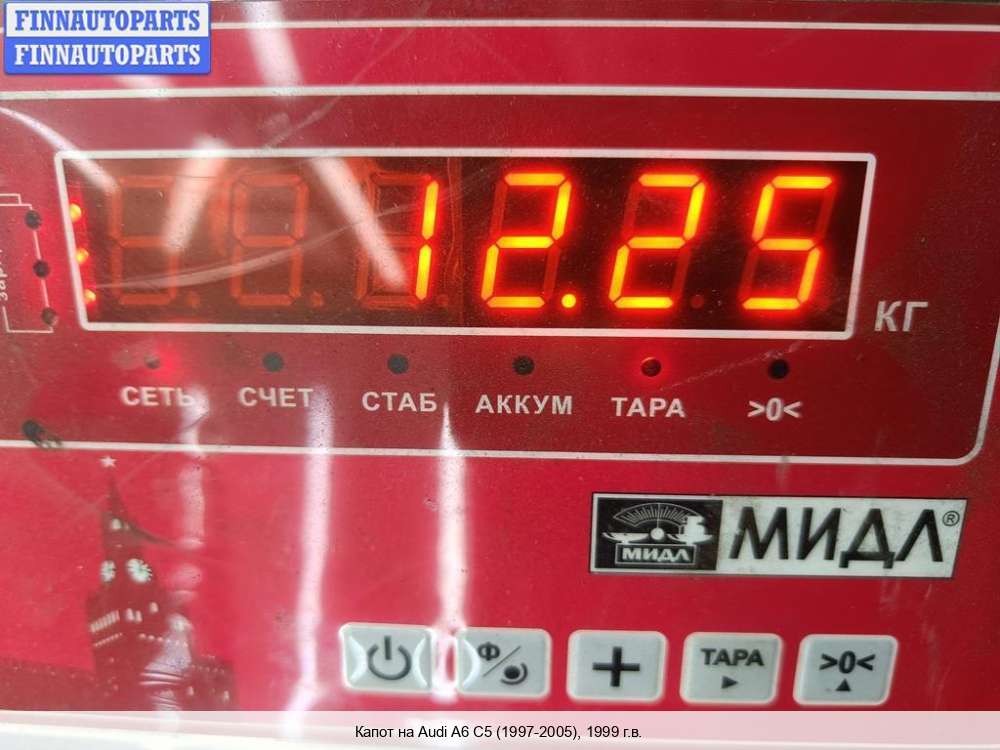 FINNAUTOPARTS
FINNAUTOPARTS
12.25
КГ
СЕТЬ СЧЕТ СТАБ АККУМ ТАРА >0<
МИДЛ МИДЛ®
Ф ТАРА >0<
Капот на Audi A6 C5 (1997-2005), 1999 г.в.